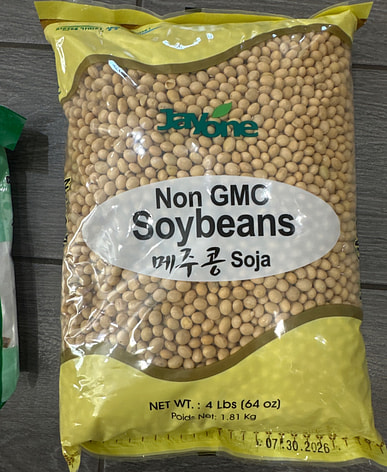 Jayone
Non GMO
Soybeans
메주콩 Soja
NET WT. : 4 Lbs (64 oz)
Poids Net: 1.81 Kg
07.30.2026